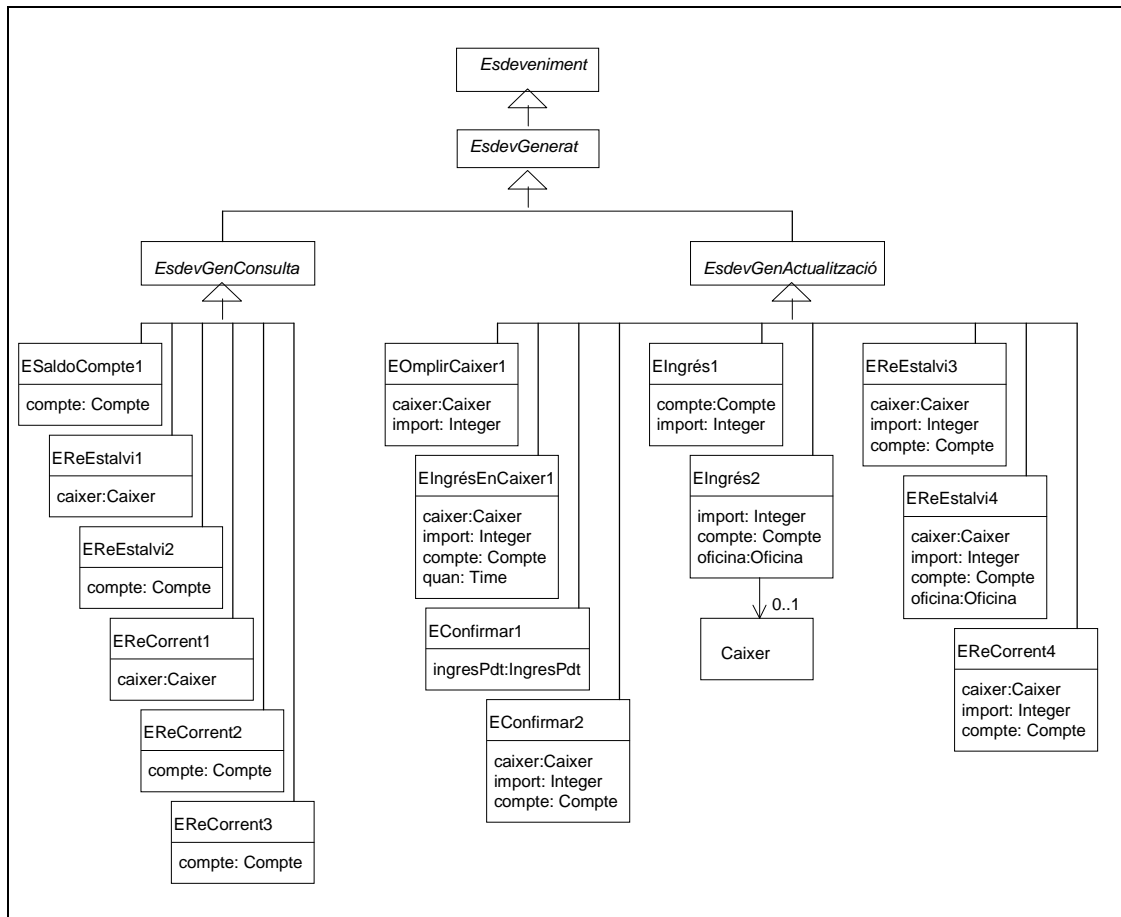 Esdeveniment
EsdevGenerat
EsdevGenConsulta
EsdevGenActualització
ESaldoCompte1
compte: Compte
EReEstalvi1
caixer:Caixer
EReEstalvi2
compte: Compte
EReCorrent1
caixer:Caixer
EReCorrent2
compte: Compte
EReCorrent3
compte: Compte
EOmplirCaixer1
caixer:Caixer
import: Integer
EIngrésEnCaixer1
caixer:Caixer
import: Integer
compte: Compte
quan: Time
EConfirmar1
ingresPdt:IngresPdt
EConfirmar2
caixer:Caixer
import: Integer
compte: Compte
EIngrés1
compte:Compte
import: Integer
EIngrés2
import: Integer
compte: Compte
oficina:Oficina
0..1
Caixer
EReEstalvi3
caixer:Caixer
import: Integer
compte: Compte
EReEstalvi4
caixer:Caixer
import: Integer
compte: Compte
oficina:Oficina
EReCorrent4
caixer:Caixer
import: Integer
compte: Compte